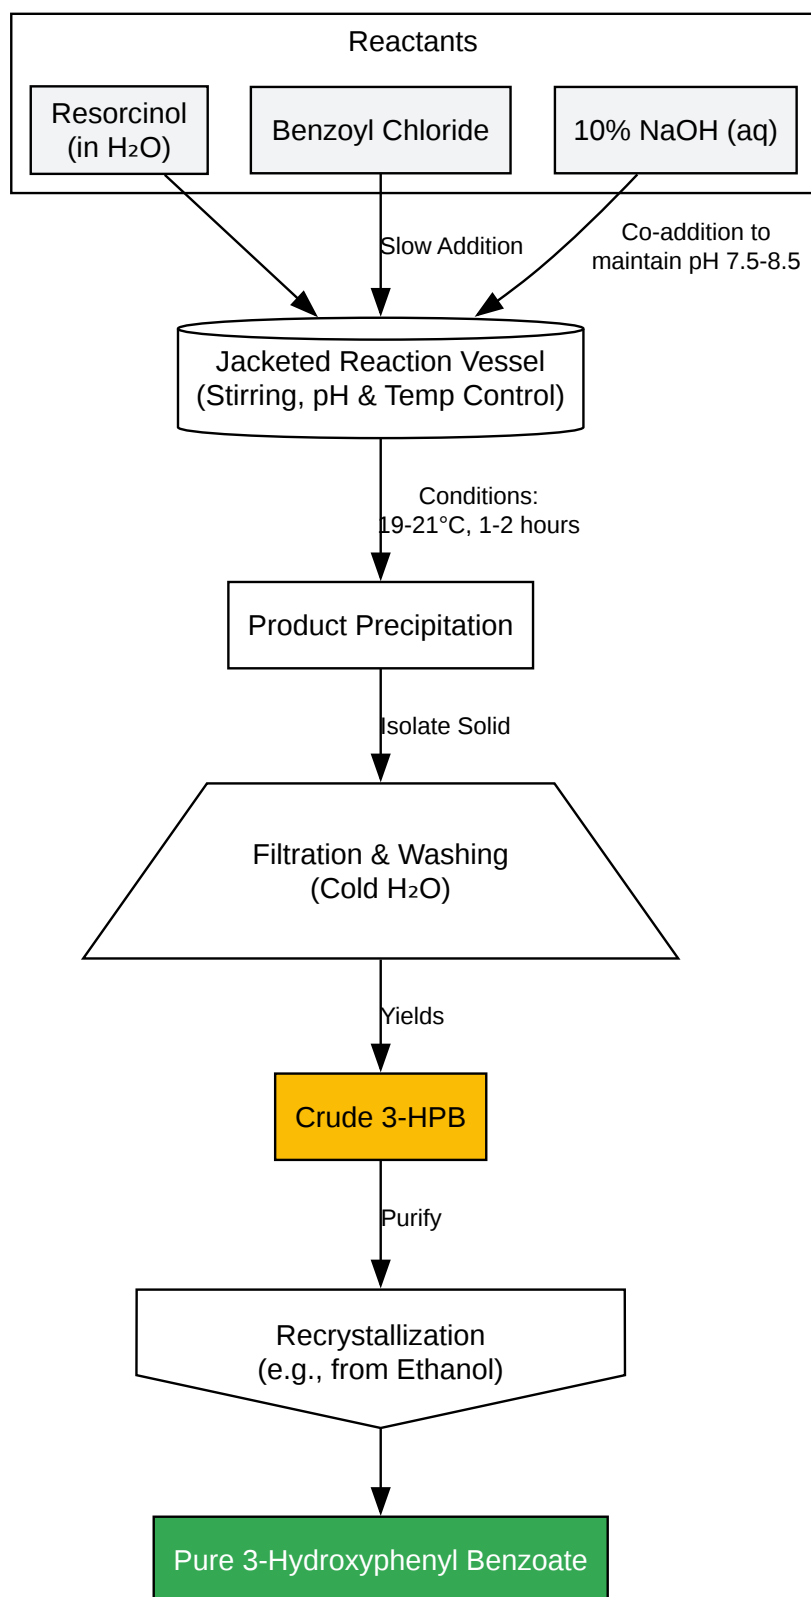 Reactants
Resorcinol
(in H₂O)
Benzoyl Chloride
10% NaOH (aq)
Slow Addition
Co-addition to
maintain pH 7.5-8.5
Jacketed Reaction Vessel
(Stirring, pH & Temp Control)
Conditions:
19-21°C, 1-2 hours
Product Precipitation
Isolate Solid
Filtration & Washing
(Cold H₂O)
Yields
Crude 3-HPB
Purify
Recrystallization
(e.g., from Ethanol)
Pure 3-Hydroxyphenyl Benzoate